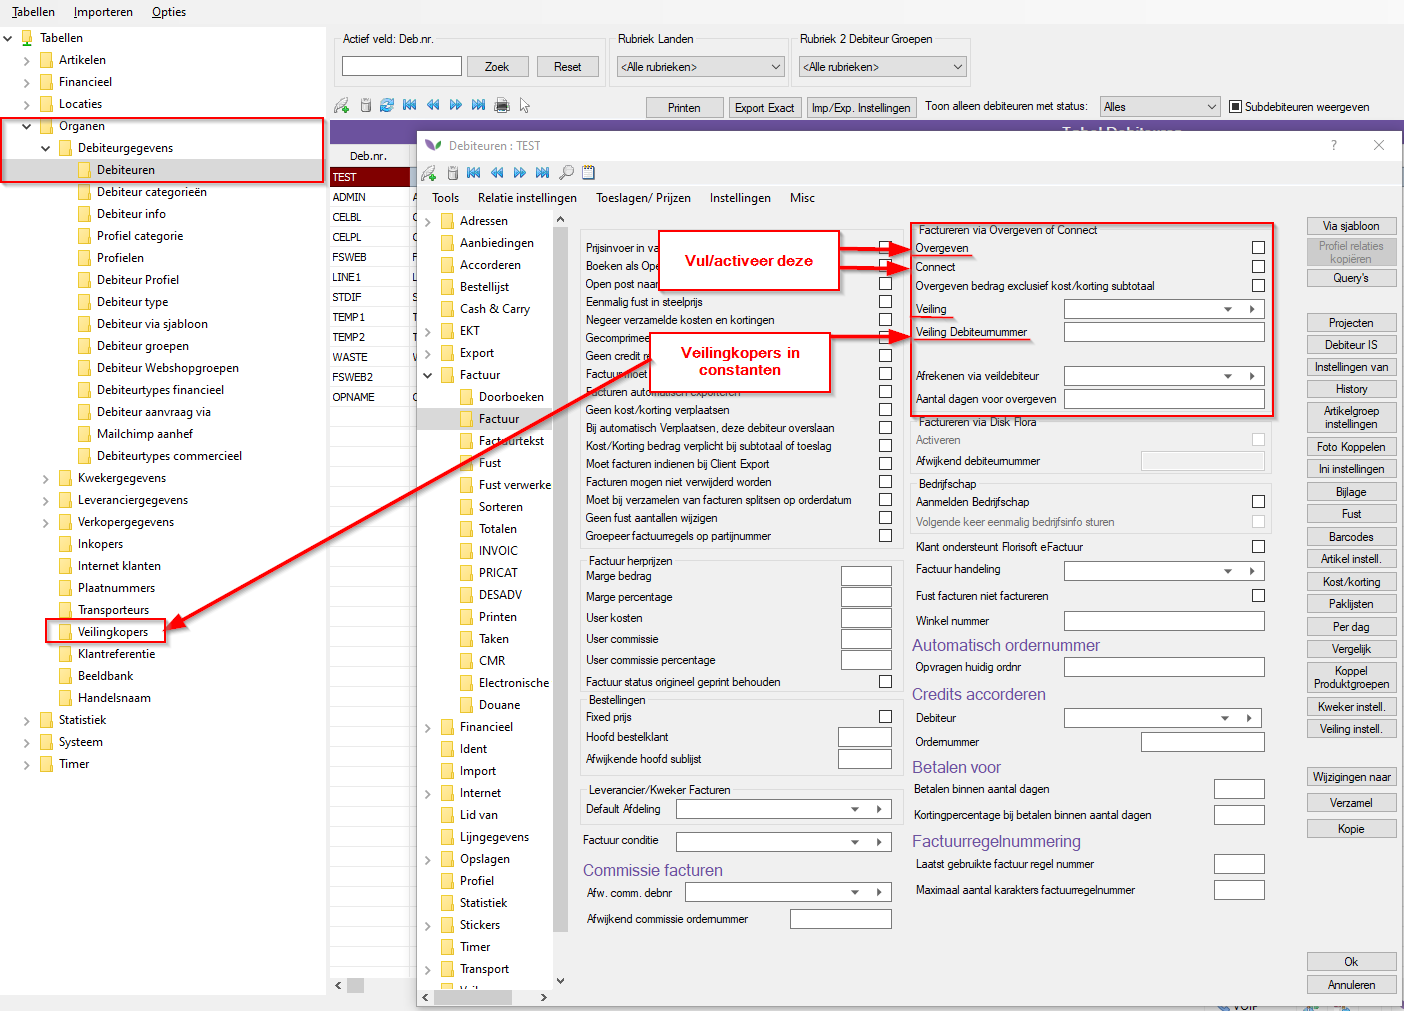 Tabellen Importeren Opties
Tabellen
Artikelen
Financieel
Locaties
Organen
Debiteurgegevens
Debiteuren
Debiteur categorieën
Debiteur info
Profiel categorie
Profielen
Debiteur Profiel
Debiteur type
Debiteur via sjabloon
Debiteur groepen
Debiteur Webshopgroepen
Debiteurtypes financieel
Debiteur aanvraag via
Mailchimp aanhef
Debiteurtypes commercieel
Kwekergegevens
Leveranciergegevens
Verkopergegevens
Inkopers
Internet klanten
Plaatnummers
Transporteurs
Veilingkopers
Klantreferentie
Beeldbank
Handelsnaam
Statistiek
Systeem
Timer
Actief veld: Deb.nr.
Zoek Reset
Rubriek Landen
<Alle rubrieken>
Rubriek 2 Debiteur Groepen
<Alle rubrieken>
Printen Export Exact Imp/Exp. Instellingen Toon alleen debiteuren met status: Alles Subdebiteuren weergeven
Deb.nr.
TEST
ADMIN
CELBL
CELPL
FSWEB
LINE1
STDIF
TEMP1
TEMP2
WASTE
FSWEB2
OPNAME
Debiteuren : TEST
Tools Relatie instellingen Toeslagen/ Prijzen Instellingen Misc
Adressen
Aanbiedingen
Accorderen
Bestellijst
Cash & Carry
EKT
Export
Factuur
Doorboeken
Factuur
Factuurtekst
Fust
Fust verwerke
Sorteren
Totalen
INVOIC
PRICAT
DESADV
Printen
Taken
CMR
Electronische
Douane
Financieel
Ident
Import
Internet
Lid van
Lijngegevens
Opslagen
Profiel
Statistiek
Stickers
Timer
Transport
Prijsinvoer in va
Boeken als Ope
Open post naar
Eenmalig fust in steelprijs
Negeer verzamelde kosten en kortingen
Gecomprimee
Geen credit re
Factuur moet
Facturen automatisch exporteren
Geen kost/korting verplaatsen
Bij automatisch Verplaatsen, deze debiteur overslaan
Kost/Korting bedrag verplicht bij subtotaal of toeslag
Moet facturen indienen bij Client Export
Facturen mogen niet verwijderd worden
Moet bij verzamelen van facturen splitsen op orderdatum
Geen fust aantallen wijzigen
Groepeer factuurregels op partijnummer
Vul/activeer deze
Veilingkopers in
constanten
Factuur herprijzen
Marge bedrag
Marge percentage
User kosten
User commissie
User commissie percentage
Factuur status origineel geprint behouden
Bestellingen
Fixed prijs
Hoofd bestelklant
Afwijkende hoofd sublijst
Leverancier/Kweker Facturen
Default Afdeling
Factuur conditie
Commissie facturen
Afw. comm. debnr
Afwijkend commissie ordernummer
Factureren via Overgeven of Connect
Overgeven
Connect
Overgeven bedrag exclusief kost/korting subtotaal
Veiling
Veiling Debiteurnummer
Afrekenen via veildebiteur
Aantal dagen voor overgeven
Factureren via Disk Flora
Activeren
Afwijkend debiteurnummer
Bedrijfschap
Aanmelden Bedrijfschap
Volgende keer eenmalig bedrijfsinfo sturen
Klant ondersteunt Florisoft eFactuur
Factuur handeling
Fust facturen niet factureren
Winkel nummer
Automatisch ordernummer
Opvragen huidig ordnr
Credits accorderen
Debiteur
Ordernummer
Betalen voor
Betalen binnen aantal dagen
Kortingpercentage bij betalen binnen aantal dagen
Factuurregelnummering
Laatst gebruikte factuur regel nummer
Maximaal aantal karakters factuurregelnummer
Via sjabloon
Profiel relaties
kopiëren
Query's
Projecten
Debiteur IS
Instellingen van
History
Artikelgroep
instellingen
Foto Koppelen
Ini instellingen
Bijlage
Fust
Barcodes
Artikel instell.
Kost/korting
Paklijsten
Per dag
Vergelijk
Koppel
Produktgroepen
Kweker instell.
Veiling instell.
Wijzigingen naar
Verzamel
Kopie
Ok
Annuleren